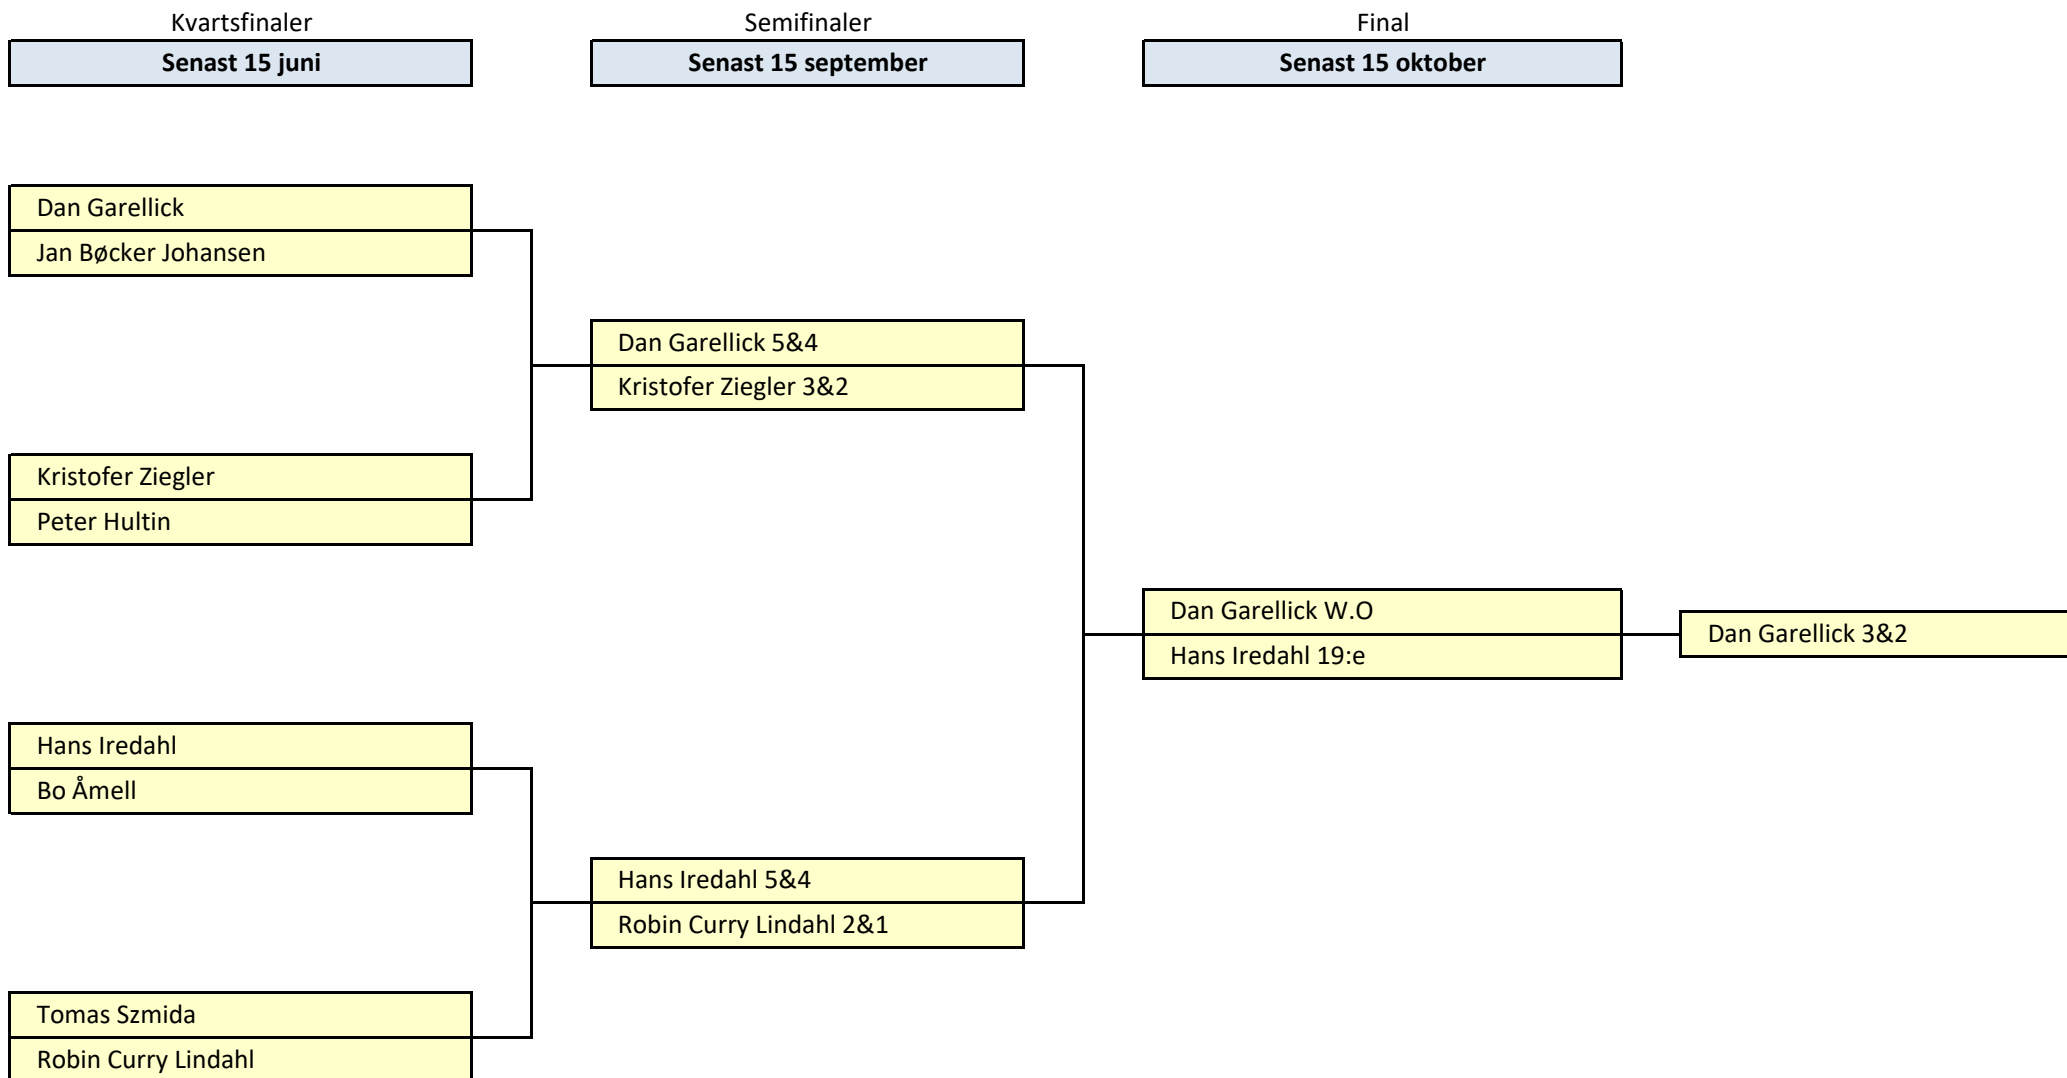 Kvartsfinaler
Semifinaler
Final
Senast 15 juni
Senast 15 september
Senast 15 oktober
Dan Garellick
Jan Bøcker Johansen
Dan Garellick 5&4
Kristofer Ziegler 3&2
Kristofer Ziegler
Peter Hultin
Dan Garellick W.O
Hans Iredahl 19:e
Dan Garellick 3&2
Hans Iredahl
Bo Åmell
Hans Iredahl 5&4
Robin Curry Lindahl 2&1
Tomas Szmida
Robin Curry Lindahl